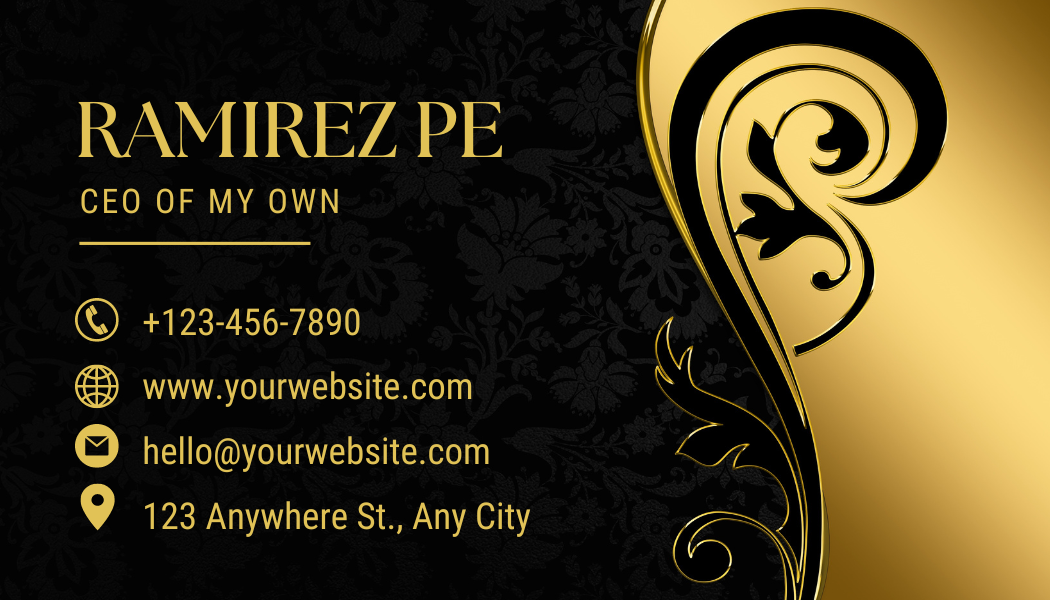 RAMIREZ PE
CEO OF MY OWN
+123-456-7890
www.yourwebsite.com
hello@yourwebsite.com
123 Anywhere St., Any City